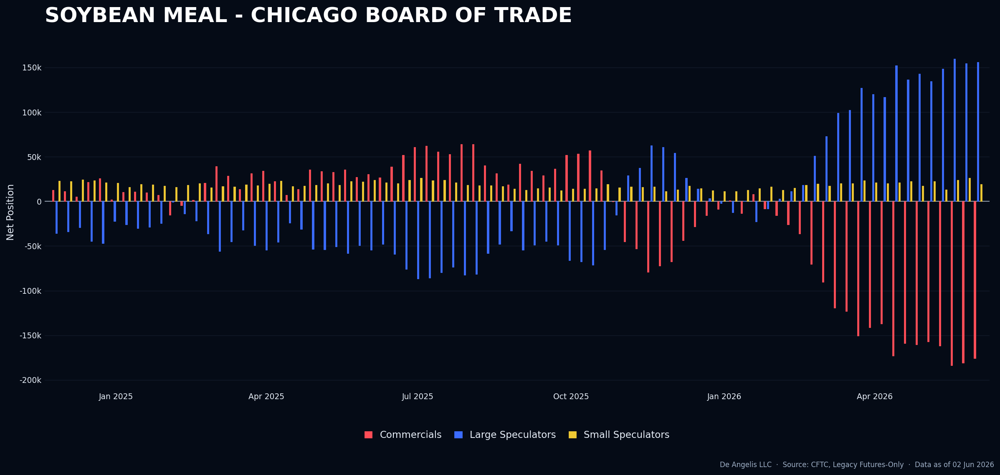 SOYBEAN MEAL - CHICAGO BOARD OF TRADE
Net Position
150k
100k
50k
0
-50k
-100k
-150k
-200k
Jan 2025 Apr 2025 Jul 2025 Oct 2025 Jan 2026 Apr 2026
Commercials Large Speculators Small Speculators
De Angelis LLC · Source: CFTC, Legacy Futures-Only · Data as of 02 Jun 2026